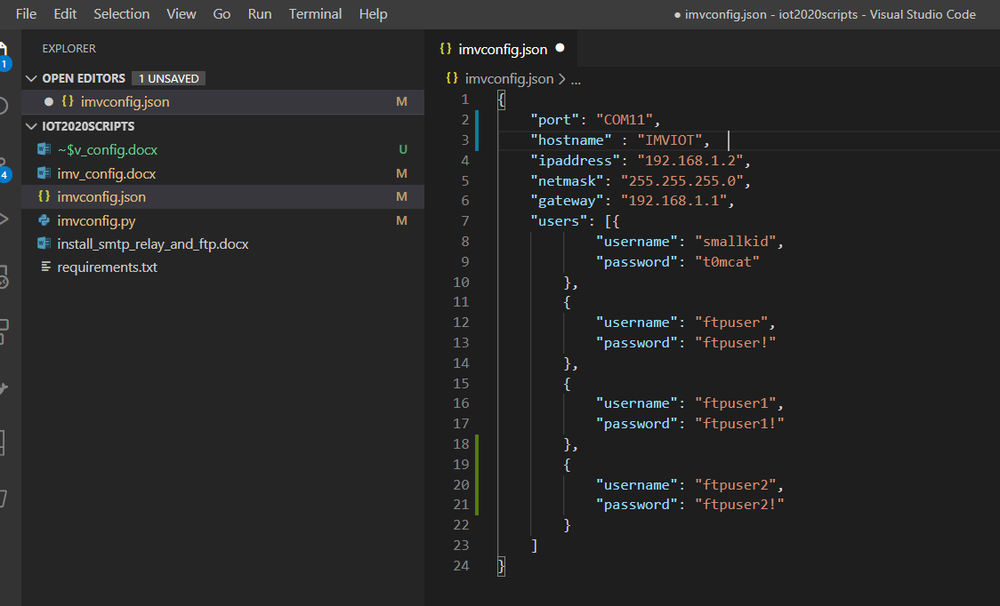 File Edit Selection View Go Run Terminal Help
● imvconfig.json - iot2020scripts - Visual Studio Code
EXPLORER
OPEN EDITORS 1 UNSAVED
● {} imvconfig.json M
IOT2020SCRIPTS
~$v_config.docx U
imv_config.docx M
{} imvconfig.json M
imvconfig.py M
install_smtp_relay_and_ftp.docx
requirements.txt
1
4
{} imvconfig.json ●
{} imvconfig.json > ...
1 {
2 "port": "COM11",
3 "hostname" : "IMVIOT",
4 "ipaddress": "192.168.1.2",
5 "netmask": "255.255.255.0",
6 "gateway": "192.168.1.1",
7 "users": [{
8 "username": "smallkid",
9 "password": "t0mcat"
10 },
11 {
12 "username": "ftpuser",
13 "password": "ftpuser!"
14 },
15 {
16 "username": "ftpuser1",
17 "password": "ftpuser1!"
18 },
19 {
20 "username": "ftpuser2",
21 "password": "ftpuser2!"
22 }
23 ]
24 }